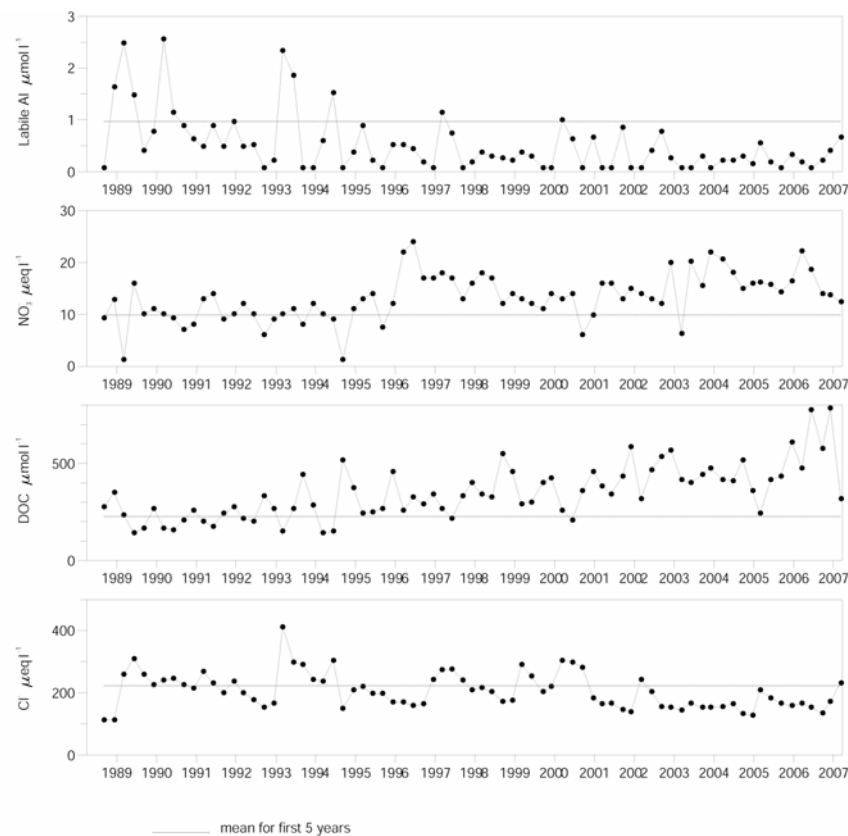 Labile Al µmol l⁻¹
3
2
1
0
1989 1990 1991 1992 1993 1994 1995 1996 1997 1998 1999 2000 2001 2002 2003 2004 2005 2006 2007
NO₃ µeq l⁻¹
30
20
10
0
1989 1990 1991 1992 1993 1994 1995 1996 1997 1998 1999 2000 2001 2002 2003 2004 2005 2006 2007
DOC µmol l⁻¹
500
0
1989 1990 1991 1992 1993 1994 1995 1996 1997 1998 1999 2000 2001 2002 2003 2004 2005 2006 2007
Cl µeq l⁻¹
400
200
0
1989 1990 1991 1992 1993 1994 1995 1996 1997 1998 1999 2000 2001 2002 2003 2004 2005 2006 2007
mean for first 5 years